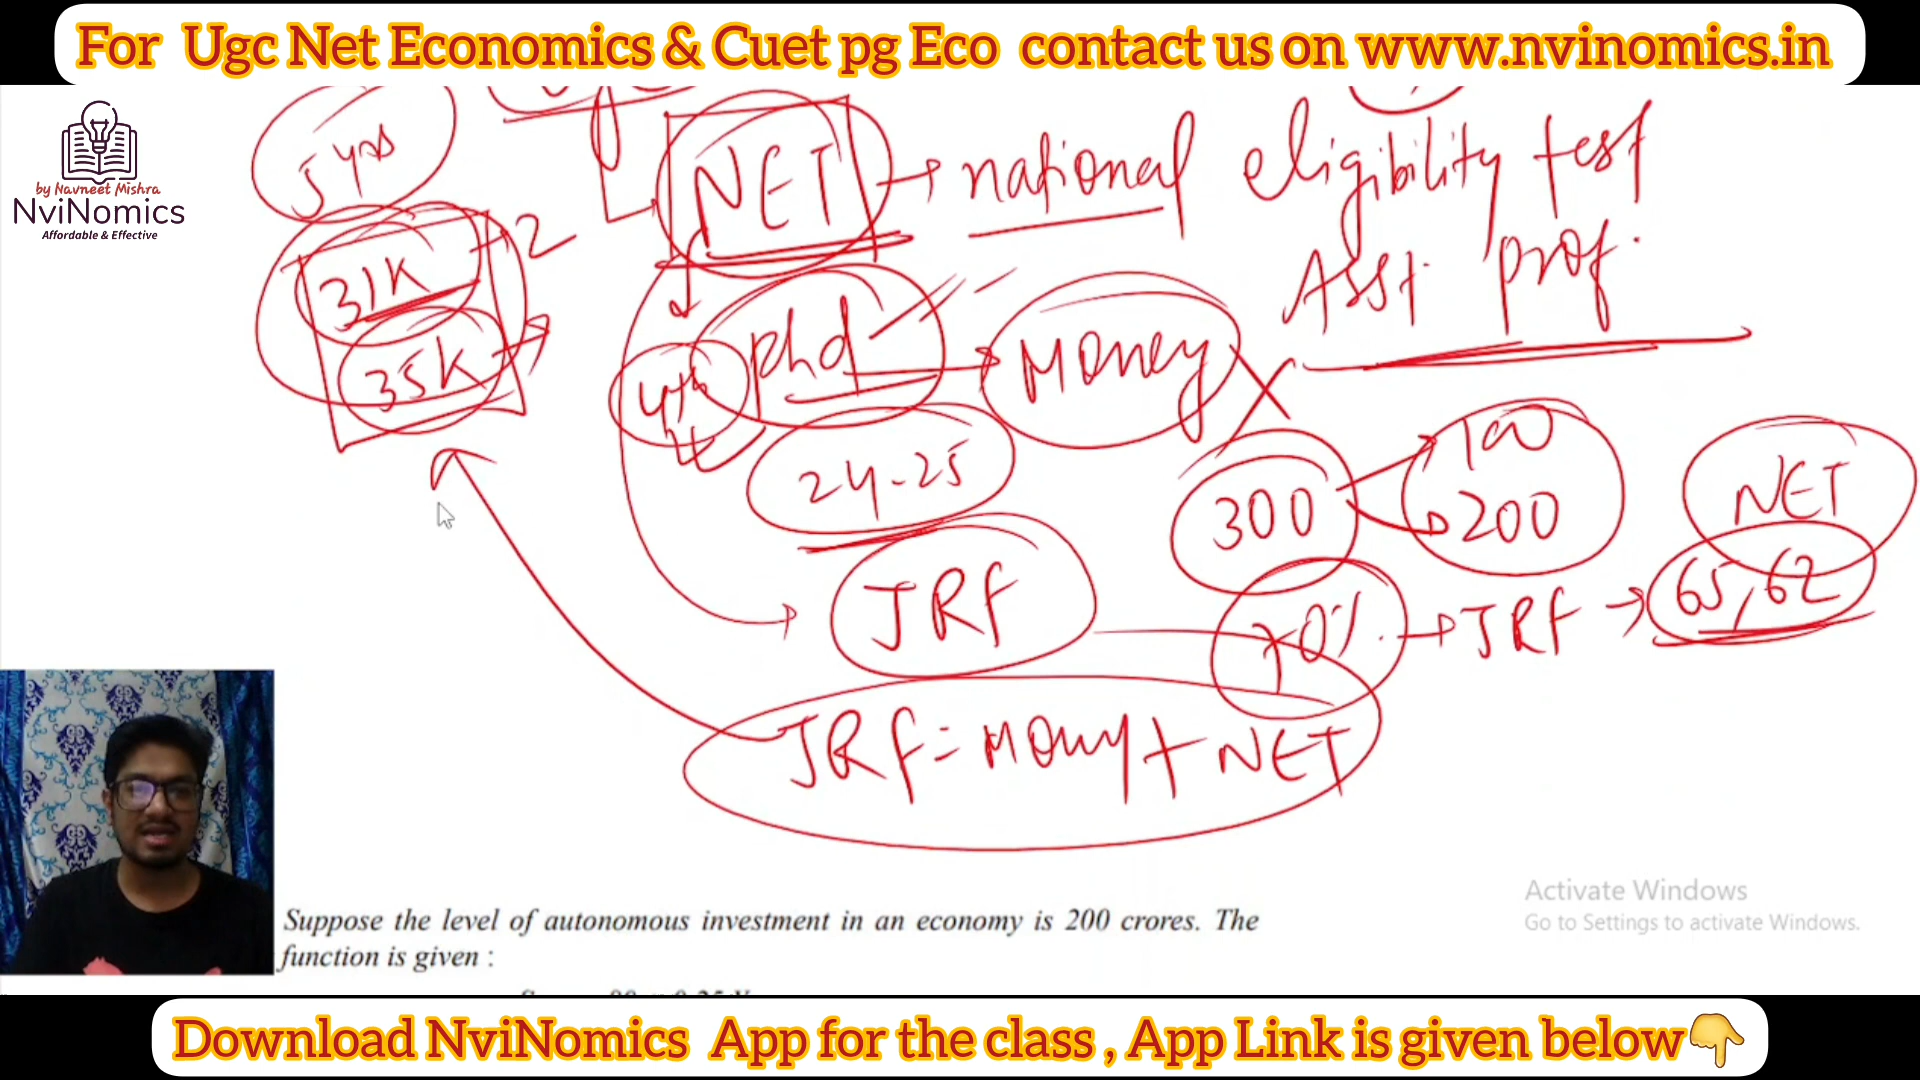 For Ugc Net Economics & Cuet pg Eco contact us on www.nvinomics.in
by Navneet Mishra
NviNomics
Affordable & Effective
5 yrs
NET → national eligibility test
Asst prof.
31K → 2
35K →
phd → Money
24-25
300
100
200
NET
JRF
70% → JRF → 65, 62
JRF = Money + NET
Activate Windows
Go to Settings to activate Windows.
Suppose the level of autonomous investment in an economy is 200 crores. The
function is given :
Download NviNomics App for the class , App Link is given below👇